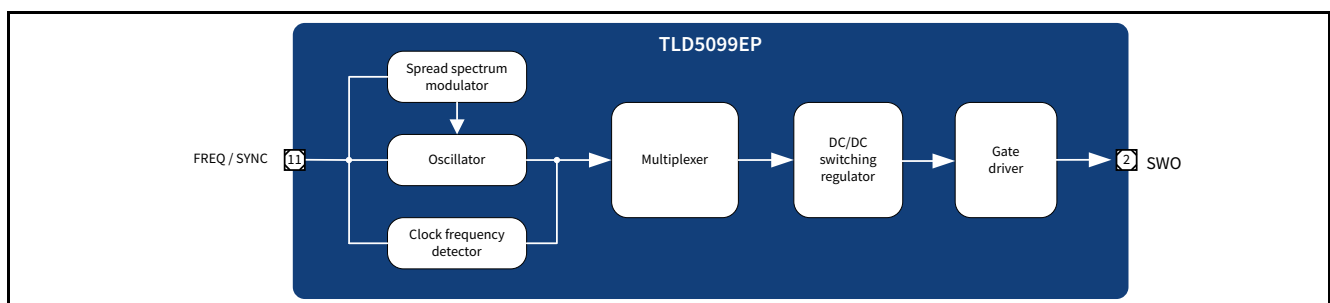 TLD5099EP
Spread spectrum
modulator
FREQ / SYNC
11
Oscillator
Clock frequency
detector
Multiplexer
DC/DC
switching
regulator
Gate
driver
2
SWO